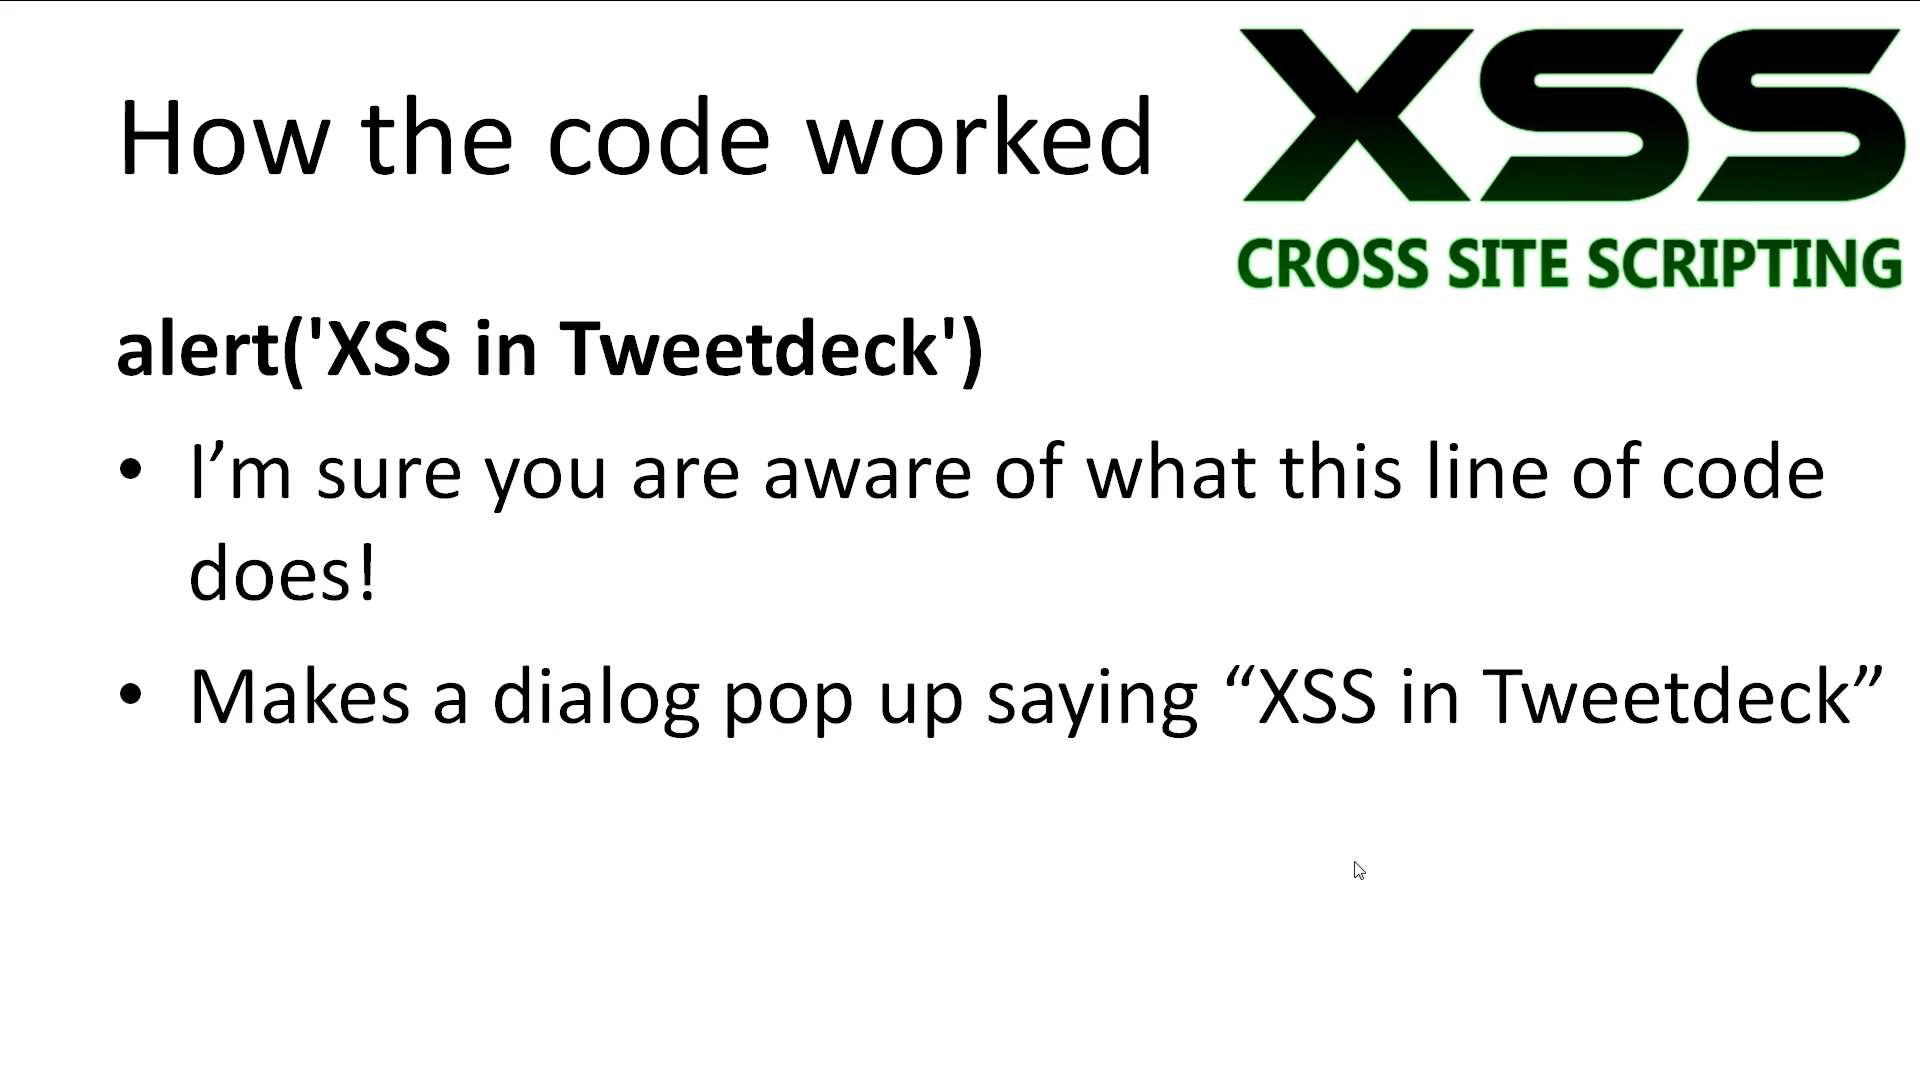 XSS
How the code worked
CROSS SITE SCRIPTING
alert('XSS in Tweetdeck')
• I’m sure you are aware of what this line of code
does!
• Makes a dialog pop up saying “XSS in Tweetdeck”